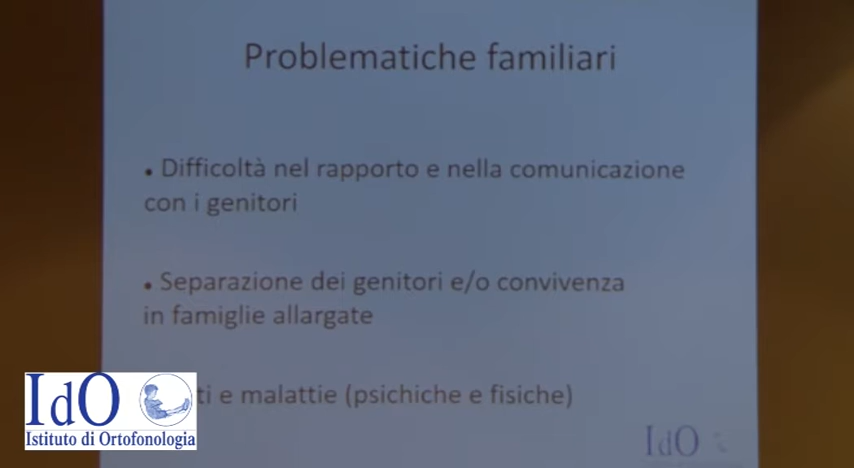 Problematiche familiari
• Difficoltà nel rapporto e nella comunicazione
con i genitori
• Separazione dei genitori e/o convivenza
in famiglie allargate
e malattie (psichiche e fisiche)
IdO
Istituto di Ortofonologia
IdO